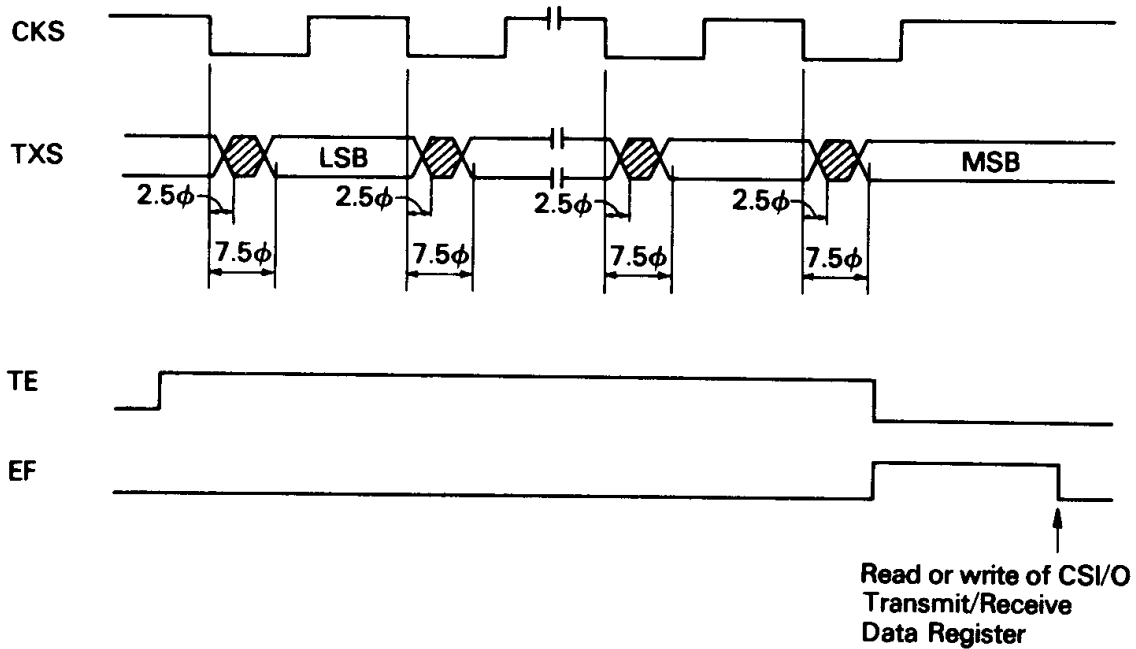 CKS
TXS
LSB
MSB
2.5ϕ
2.5ϕ
2.5ϕ
2.5ϕ
7.5ϕ
7.5ϕ
7.5ϕ
7.5ϕ
TE
EF
Read or write of CSI/O
Transmit/Receive
Data Register